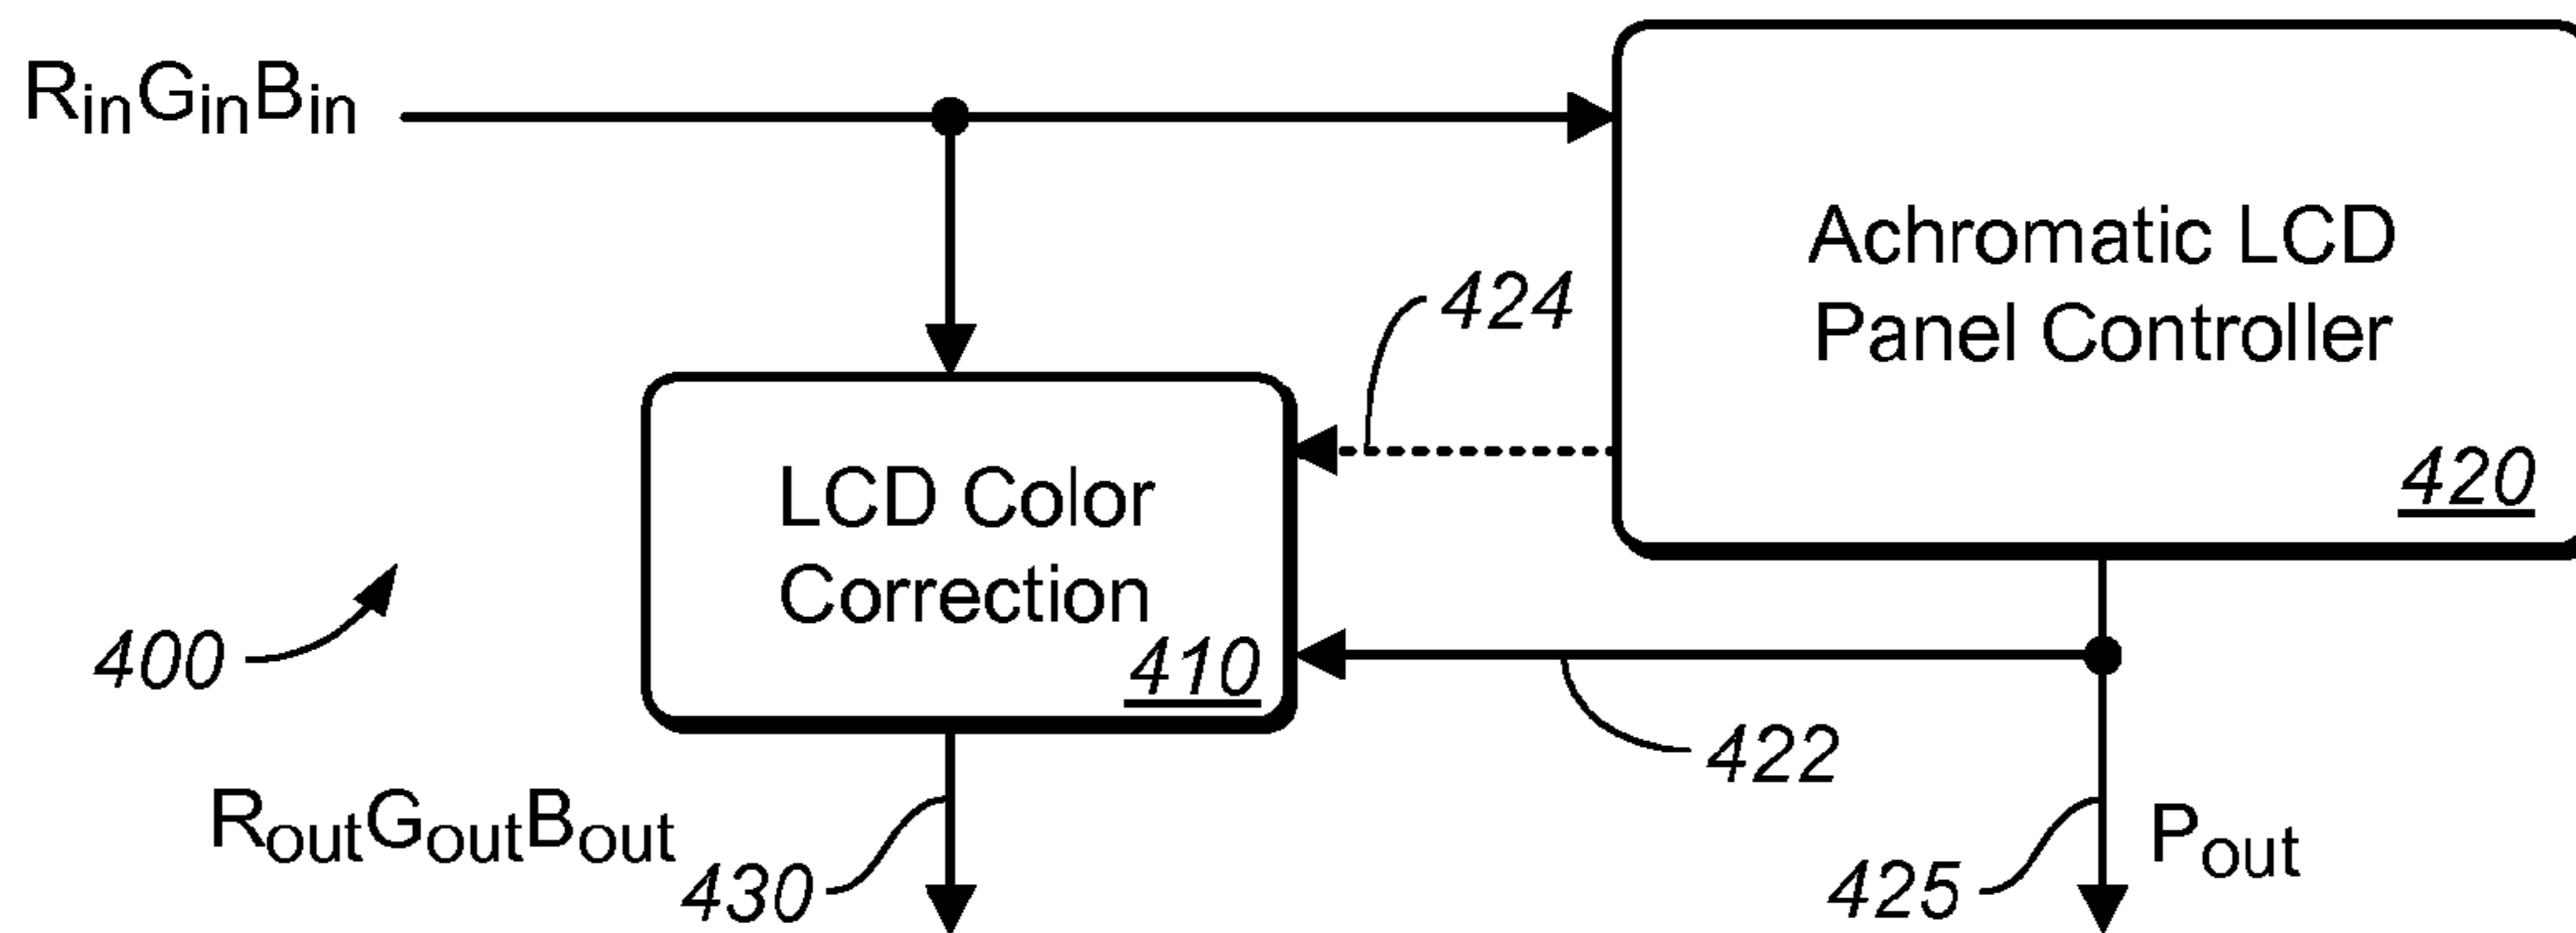 RinGinBin
Achromatic LCD
Panel Controller
420
424
LCD Color
Correction
410
400
422
RoutGoutBout
430
425
Pout